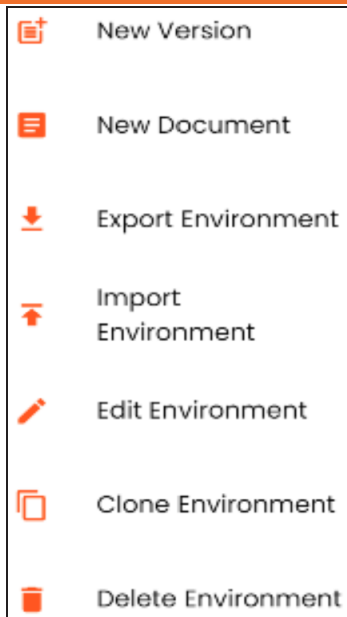 New Version
New Document
Export Environment
Import
Environment
Edit Environment
Clone Environment
Delete Environment